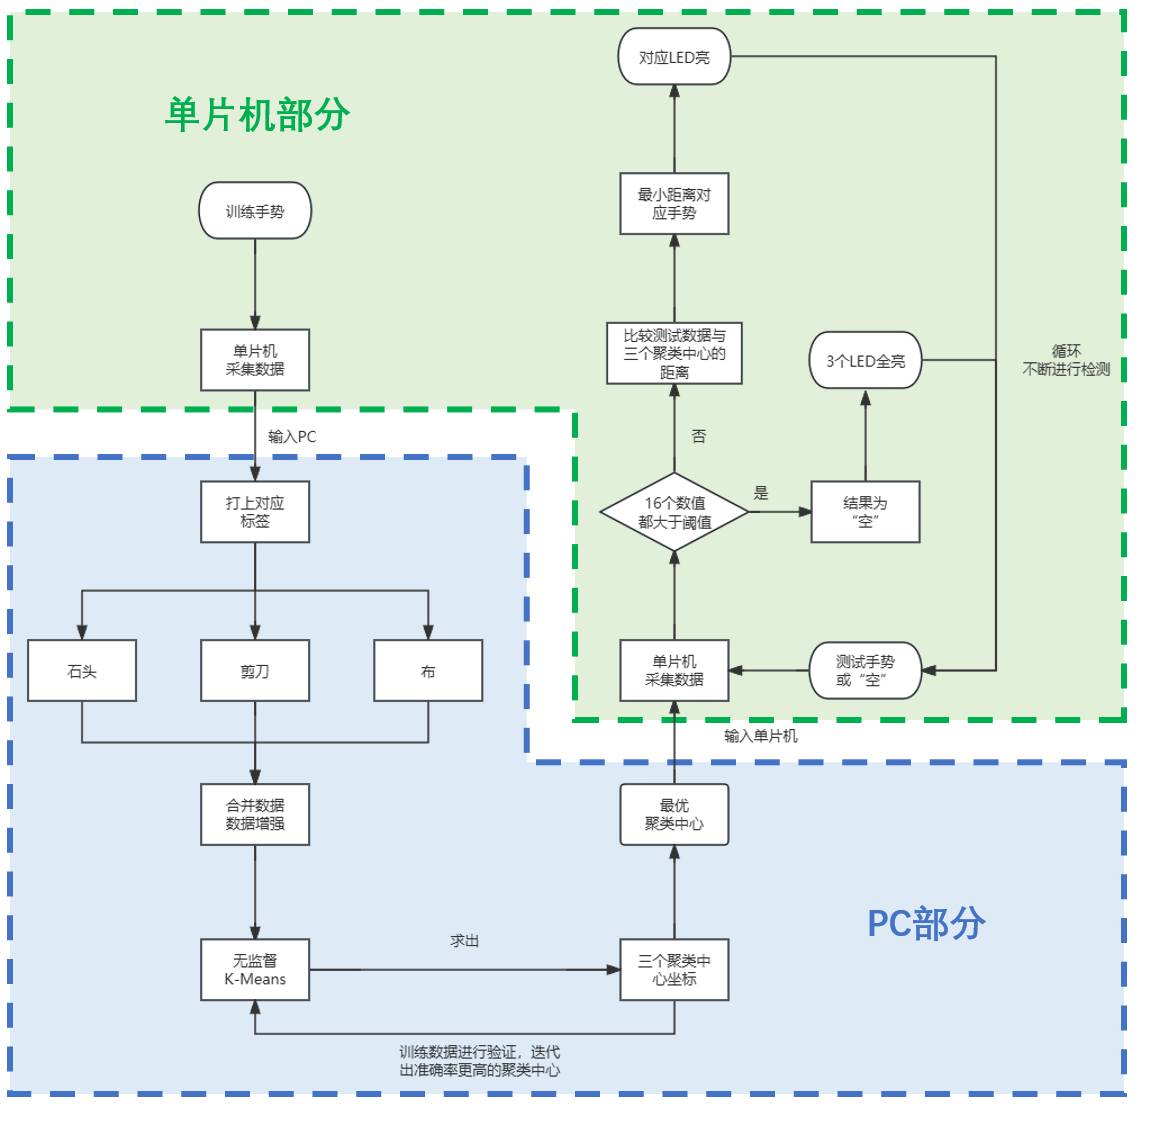 单片机部分
训练手势
单片机
采集数据
输入PC
打上对应
标签
石头
剪刀
布
合并数据
数据增强
无监督
K-Means
求出
三个聚类中
心坐标
训练数据进行验证，迭代
出准确率更高的聚类中心
最优
聚类中心
PC部分
输入单片机
单片机
采集数据
测试手势
或“空”
16个数值
都大于阈值
是
结果为
“空”
3个LED全亮
否
比较测试数据与
三个聚类中心的
距离
最小距离对
应手势
对应LED亮
循环
不断进行检测